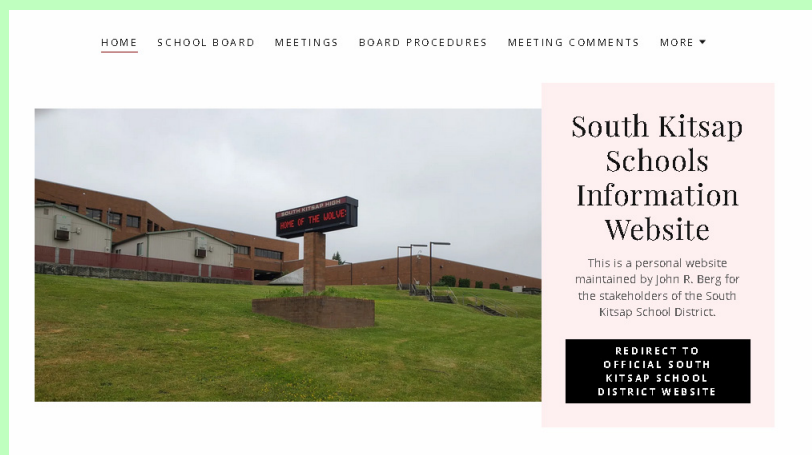 HOME SCHOOL BOARD MEETINGS BOARD PROCEDURES MEETING COMMENTS MORE
SOUTH KITSAP HIGH
HOME OF THE WOLVE
South Kitsap
Schools
Information
Website
This is a personal website
maintained by John R. Berg for
the stakeholders of the South
Kitsap School District.
REDIRECT TO
OFFICIAL SOUTH
KITSAP SCHOOL
DISTRICT WEBSITE